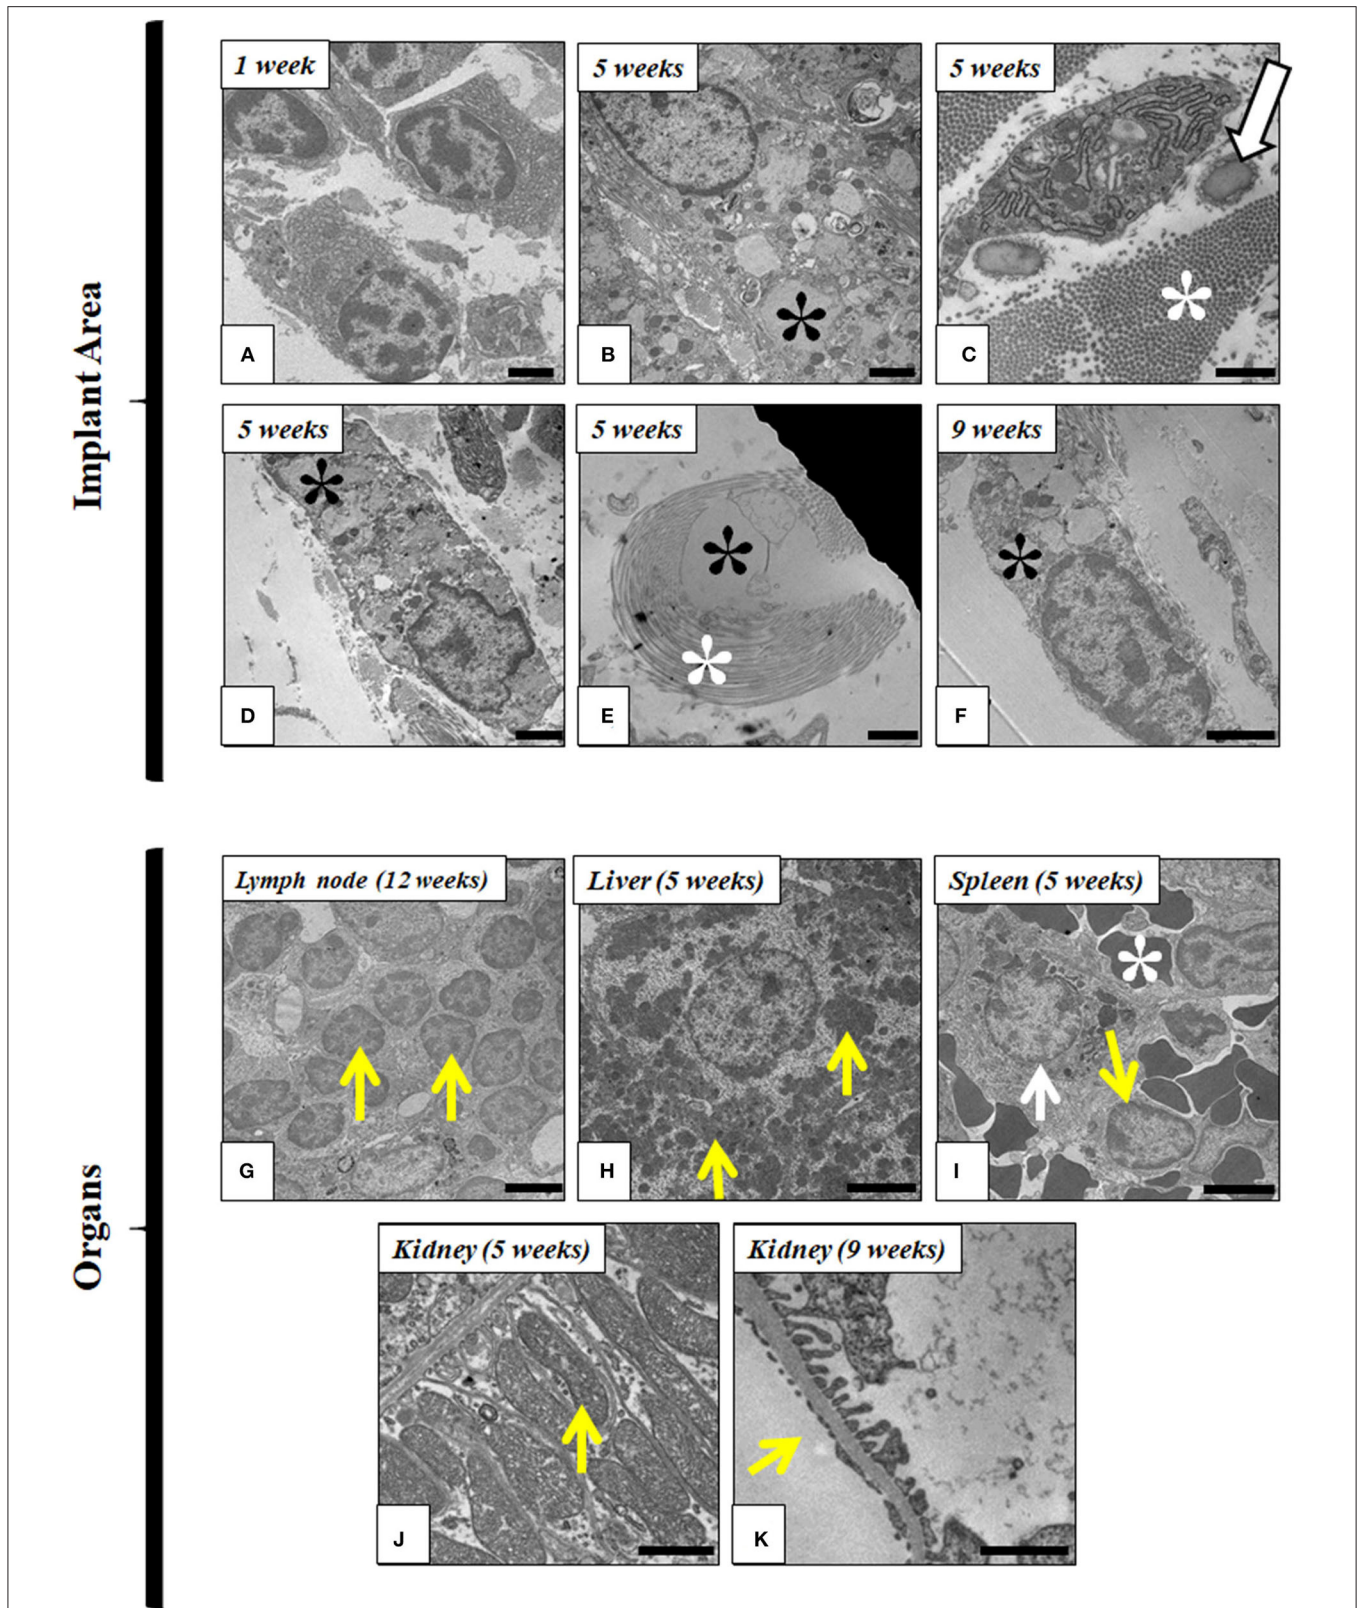 Implant Area
1 week
5 weeks
5 weeks
A
B
C
5 weeks
5 weeks
9 weeks
D
E
F
Organs
Lymph node (12 weeks)
Liver (5 weeks)
Spleen (5 weeks)
G
H
I
Kidney (5 weeks)
Kidney (9 weeks)
J
K